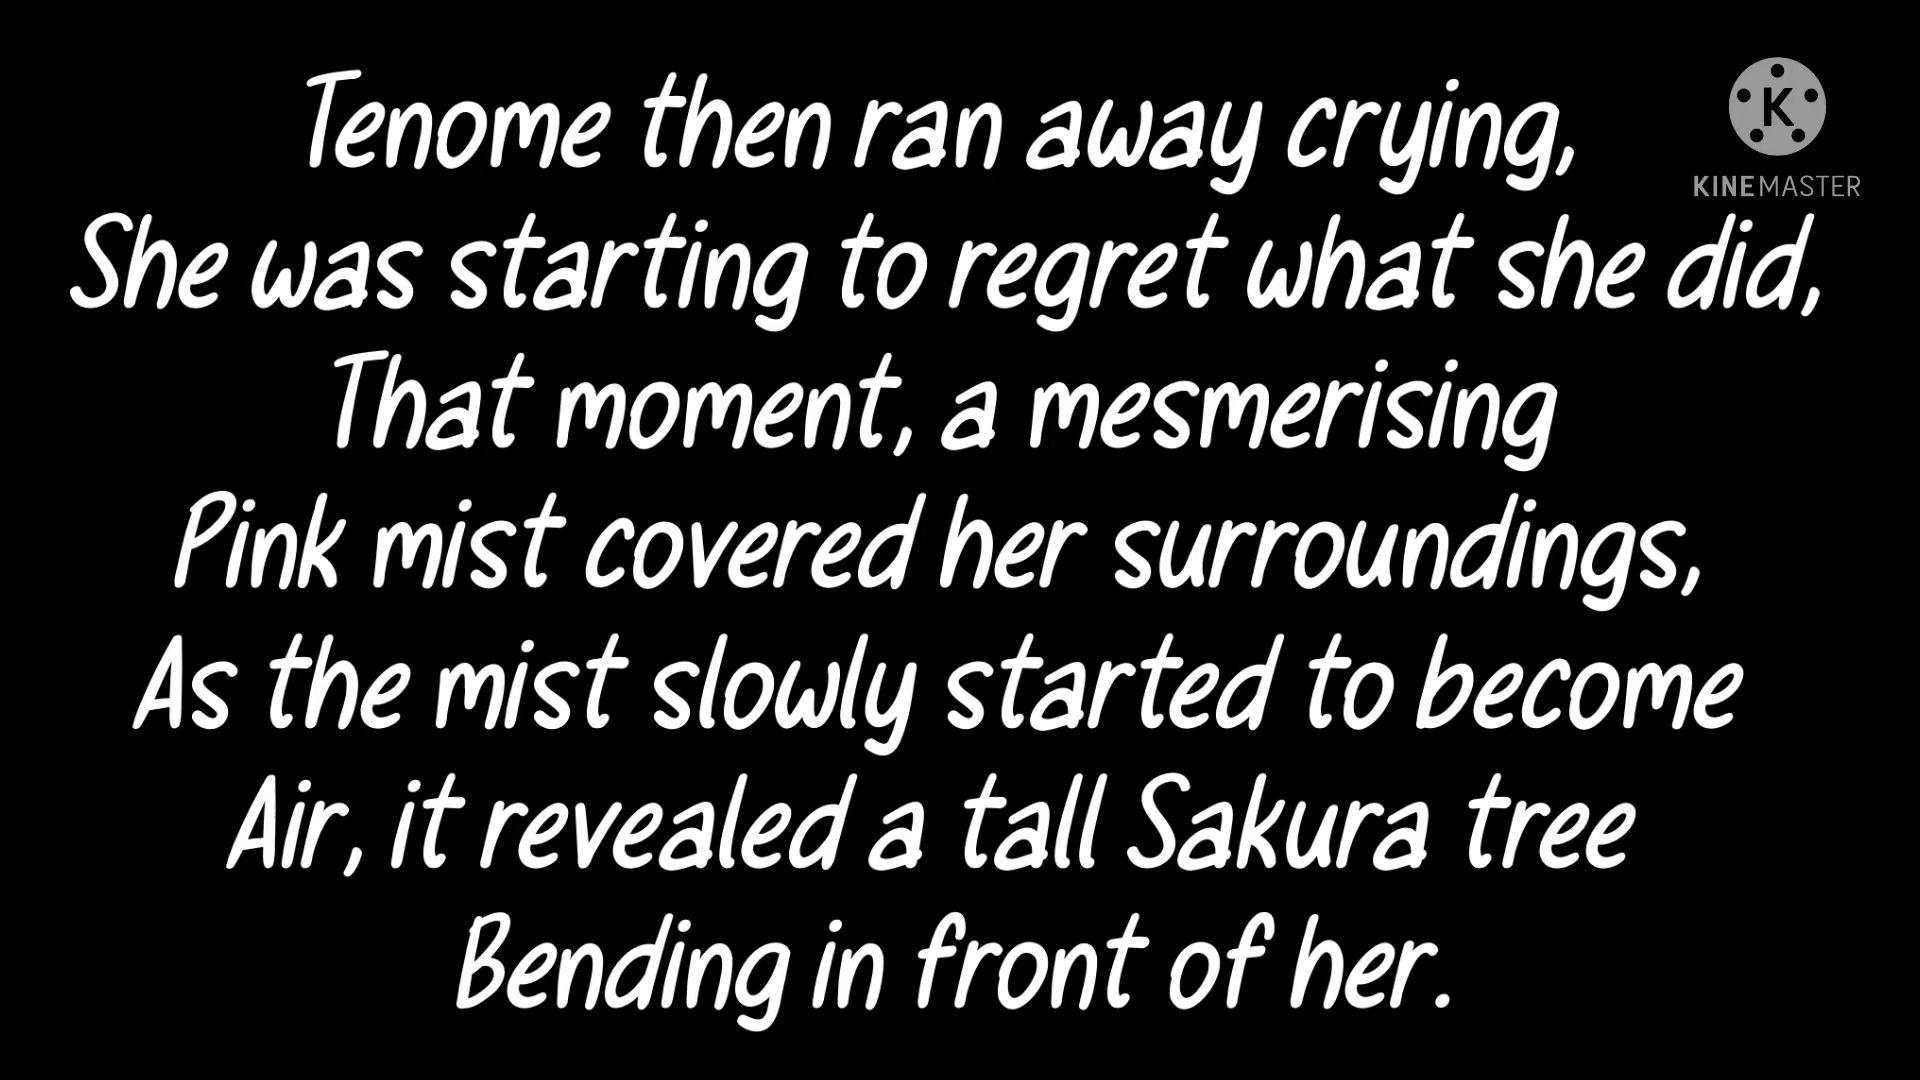 Tenome then ran away crying,
She was starting to regret what she did,
That moment, a mesmerising
Pink mist covered her surroundings,
As the mist slowly started to become
Air, it revealed a tall Sakura tree
Bending in front of her.
K
KINEMASTER